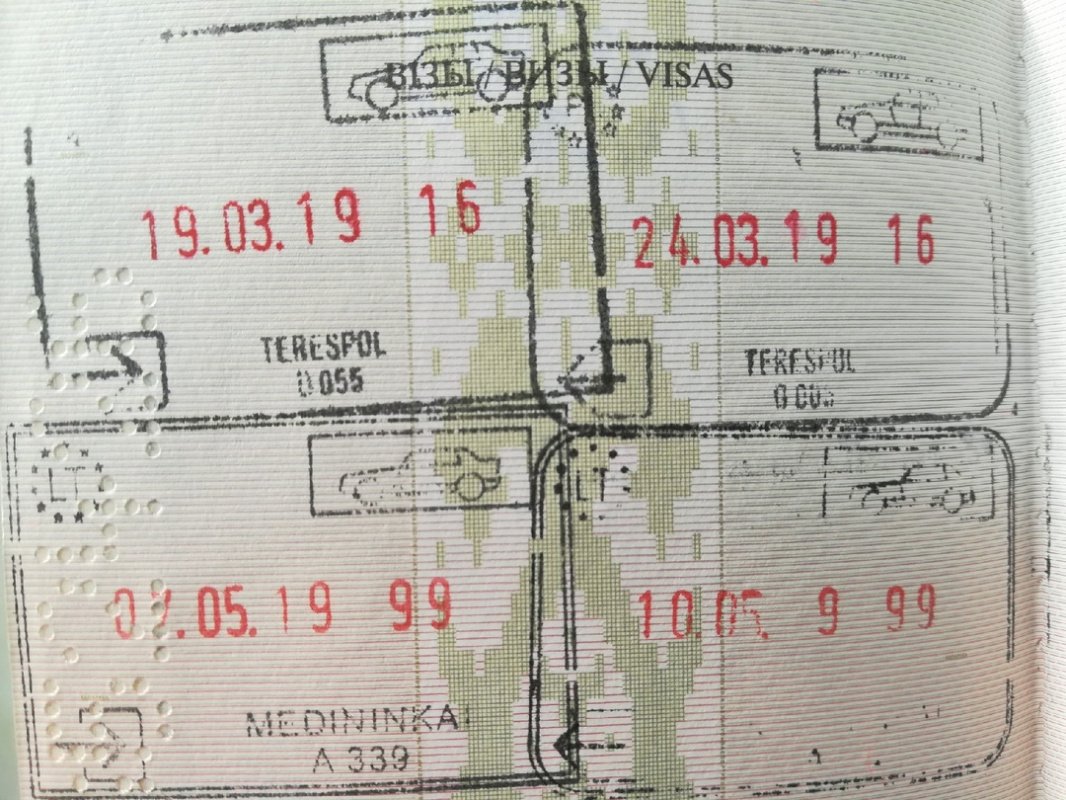 ВІЗЫ / ВИЗЫ / VISAS
19.03.19 16
24.03.19 16
TERESPOL
0055
TERESPOL
LT
LT
.05.19 99
10.05. 9 99
MEDININKAI
A 339